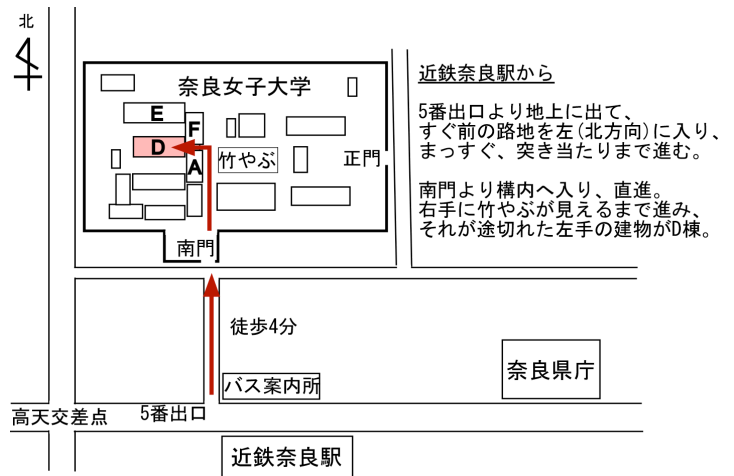 北
奈良女子大学
E
F
D
A
竹やぶ
正門
南門
徒歩4分
バス案内所
5番出口
高天交差点
近鉄奈良駅
奈良県庁
近鉄奈良駅から
5番出口より地上に出て、
すぐ前の路地を左(北方向)に入り、
まっすぐ、突き当たりまで進む。
南門より構内へ入り、直進。
右手に竹やぶが見えるまで進み、
それが途切れた左手の建物がD棟。